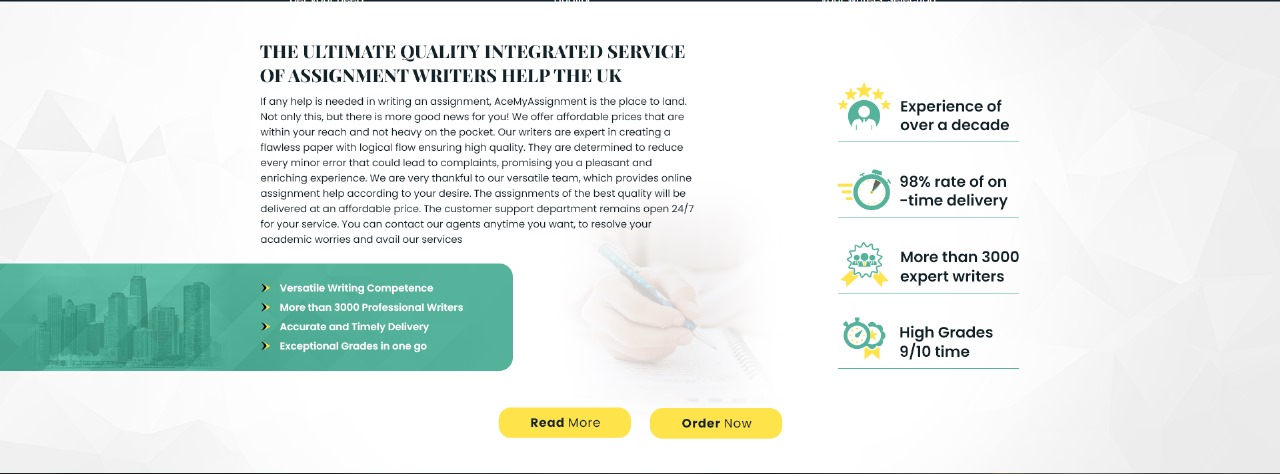 THE ULTIMATE QUALITY INTEGRATED SERVICE
OF ASSIGNMENT WRITERS HELP THE UK
If any help is needed in writing an assignment, AceMyAssignment is the place to land.
Not only this, but there is more good news for you! We offer affordable prices that are
within your reach and not heavy on the pocket. Our writers are expert in creating a
flawless paper with logical flow ensuring high quality. They are determined to reduce
every minor error that could lead to complaints, promising you a pleasant and
enriching experience. We are very thankful to our versatile team, which provides online
assignment help according to your desire. The assignments of the best quality will be
delivered at an affordable price. The customer support department remains open 24/7
for your service. You can contact our agents anytime you want, to resolve your
academic worries and avail our services
Versatile Writing Competence
More than 3000 Professional Writers
Accurate and Timely Delivery
Exceptional Grades in one go
Experience of
over a decade
98% rate of on
-time delivery
More than 3000
expert writers
High Grades
9/10 time
Read More
Order Now